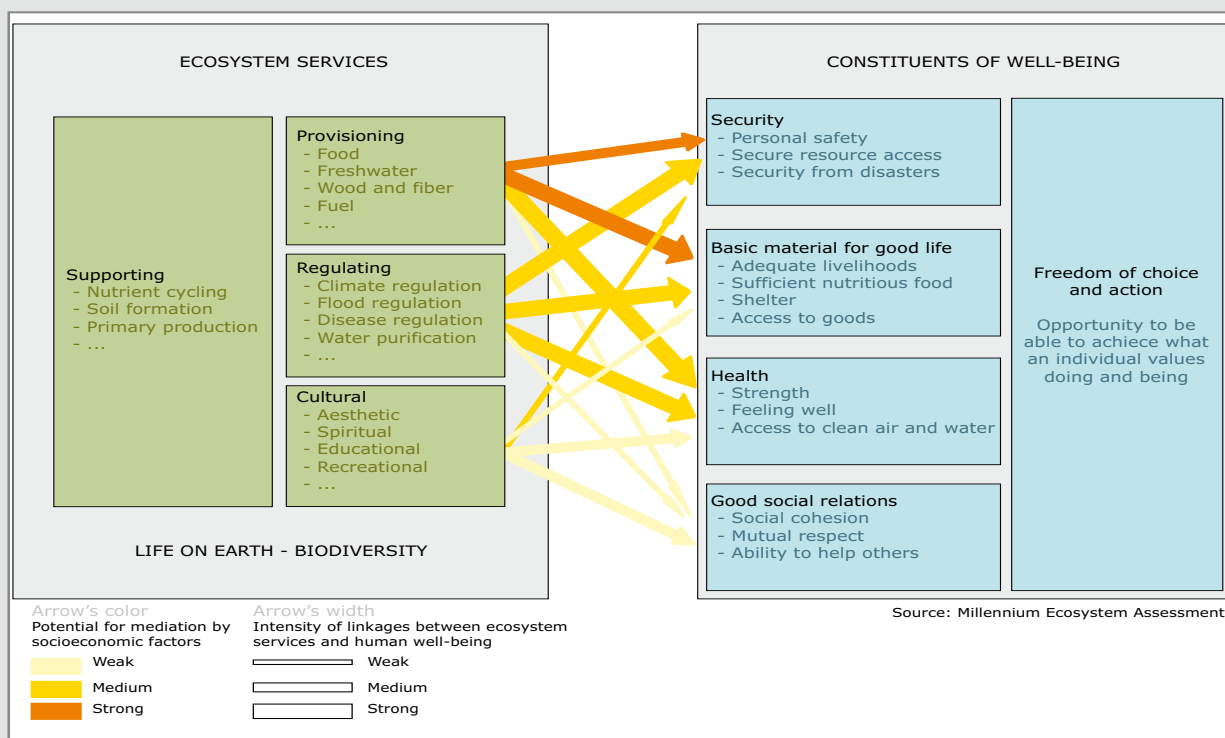 ECOSYSTEM SERVICES
Supporting
- Nutrient cycling
- Soil formation
- Primary production
- ...
Provisioning
- Food
- Freshwater
- Wood and fiber
- Fuel
- ...
Regulating
- Climate regulation
- Flood regulation
- Disease regulation
- Water purification
- ...
Cultural
- Aesthetic
- Spiritual
- Educational
- Recreational
- ...
LIFE ON EARTH - BIODIVERSITY
CONSTITUENTS OF WELL-BEING
Security
- Personal safety
- Secure resource access
- Security from disasters
Basic material for good life
- Adequate livelihoods
- Sufficient nutritious food
- Shelter
- Access to goods
Health
- Strength
- Feeling well
- Access to clean air and water
Good social relations
- Social cohesion
- Mutual respect
- Ability to help others
Freedom of choice
and action
Opportunity to be
able to achiece what
an individual values
doing and being
Source: Millennium Ecosystem Assessment
Arrow's color
Potential for mediation by
socioeconomic factors
Weak
Medium
Strong
Arrow's width
Intensity of linkages between ecosystem
services and human well-being
Weak
Medium
Strong